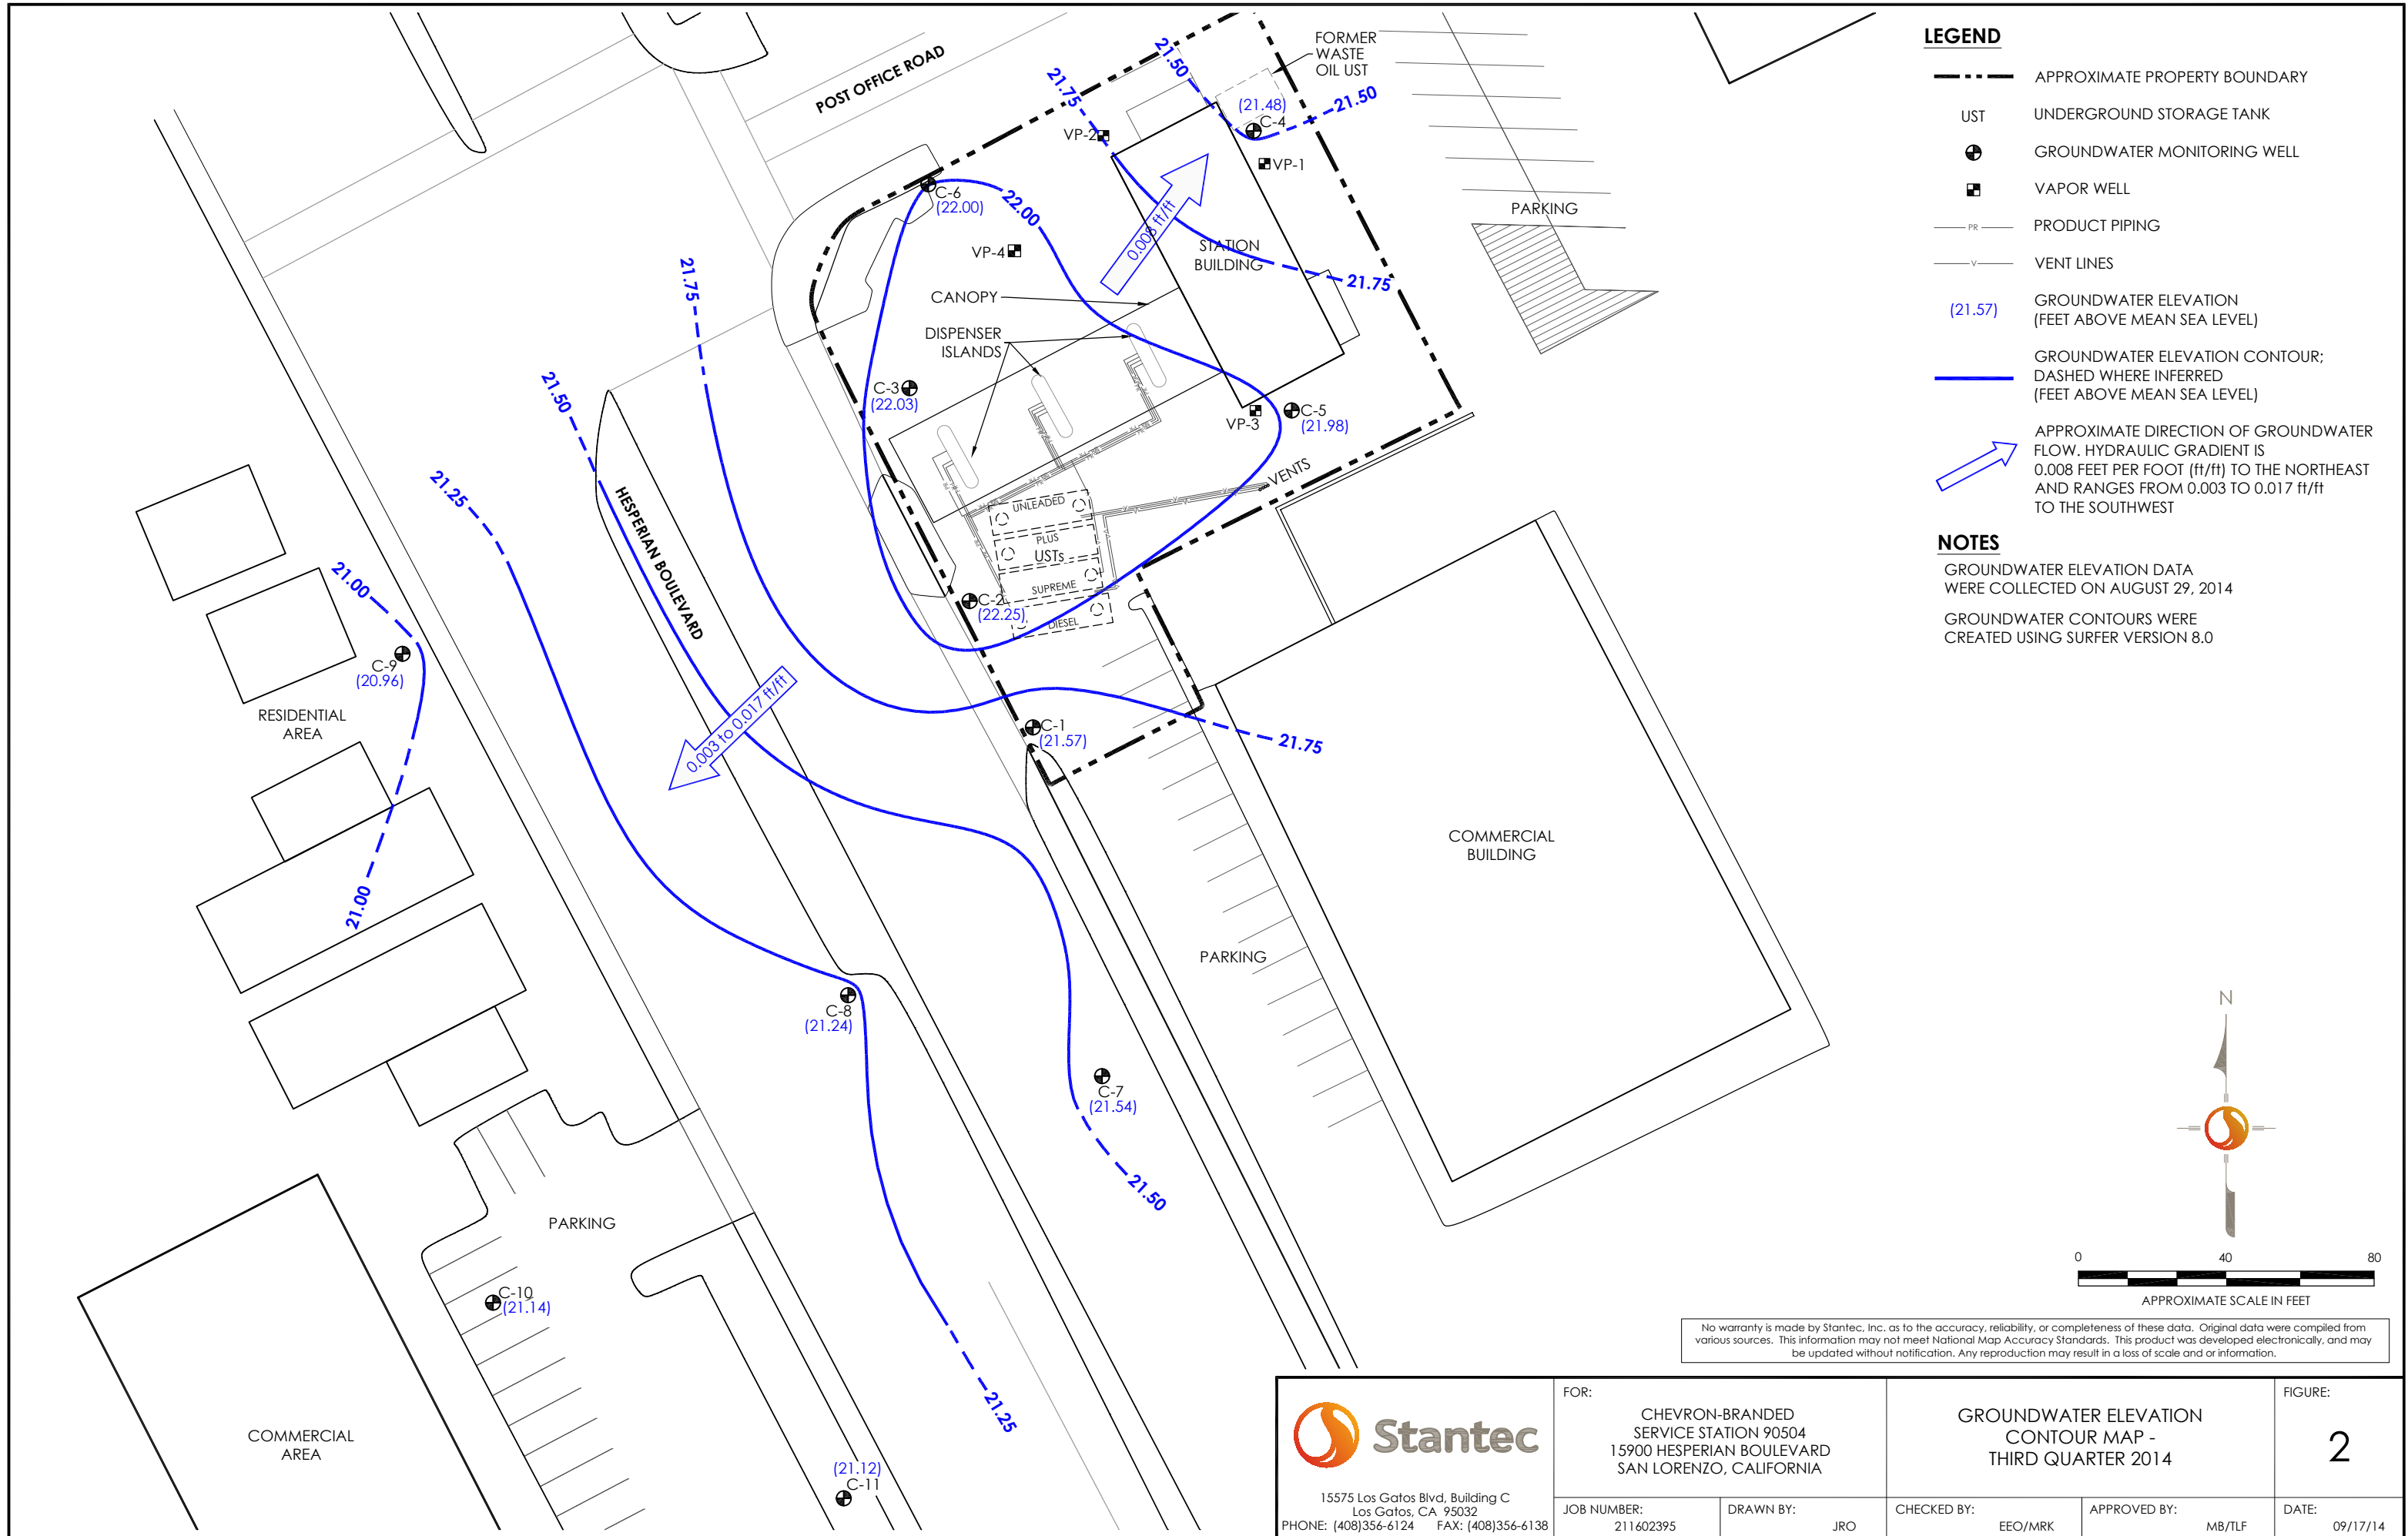 POST OFFICE ROAD
FORMER
WASTE
OIL UST
21.50
21.75
(21.48)
C-4
21.50
VP-2
VP-1
C-6
(22.00)
22.00
VP-4
0.008 ft/ft
STATION
BUILDING
PARKING
21.75
21.75
CANOPY
DISPENSER
ISLANDS
C-3
(22.03)
VP-3
C-5
(21.98)
21.50
21.25
21.00
HESPERIAN BOULEVARD
VENTS
UNLEADED
PLUS
USTs
SUPREME
DIESEL
C-2
(22.25)
C-9
(20.96)
RESIDENTIAL
AREA
0.003 to 0.017 ft/ft
C-1
(21.57)
21.75
COMMERCIAL
BUILDING
21.00
PARKING
C-8
(21.24)
C-7
(21.54)
21.50
PARKING
C-10
(21.14)
21.25
COMMERCIAL
AREA
(21.12)
C-11
LEGEND
APPROXIMATE PROPERTY BOUNDARY
UST UNDERGROUND STORAGE TANK
GROUNDWATER MONITORING WELL
VAPOR WELL
PR PRODUCT PIPING
V VENT LINES
(21.57) GROUNDWATER ELEVATION
(FEET ABOVE MEAN SEA LEVEL)
GROUNDWATER ELEVATION CONTOUR;
DASHED WHERE INFERRED
(FEET ABOVE MEAN SEA LEVEL)
APPROXIMATE DIRECTION OF GROUNDWATER
FLOW. HYDRAULIC GRADIENT IS
0.008 FEET PER FOOT (ft/ft) TO THE NORTHEAST
AND RANGES FROM 0.003 TO 0.017 ft/ft
TO THE SOUTHWEST
NOTES
GROUNDWATER ELEVATION DATA
WERE COLLECTED ON AUGUST 29, 2014
GROUNDWATER CONTOURS WERE
CREATED USING SURFER VERSION 8.0
N
0 40 80
APPROXIMATE SCALE IN FEET
No warranty is made by Stantec, Inc. as to the accuracy, reliability, or completeness of these data. Original data were compiled from
various sources. This information may not meet National Map Accuracy Standards. This product was developed electronically, and may
be updated without notification. Any reproduction may result in a loss of scale and or information.
Stantec
15575 Los Gatos Blvd, Building C
Los Gatos, CA 95032
PHONE: (408)356-6124 FAX: (408)356-6138
FOR:
CHEVRON-BRANDED
SERVICE STATION 90504
15900 HESPERIAN BOULEVARD
SAN LORENZO, CALIFORNIA
GROUNDWATER ELEVATION
CONTOUR MAP -
THIRD QUARTER 2014
FIGURE:
2
JOB NUMBER:
211602395
DRAWN BY:
JRO
CHECKED BY:
EEO/MRK
APPROVED BY:
MB/TLF
DATE:
09/17/14